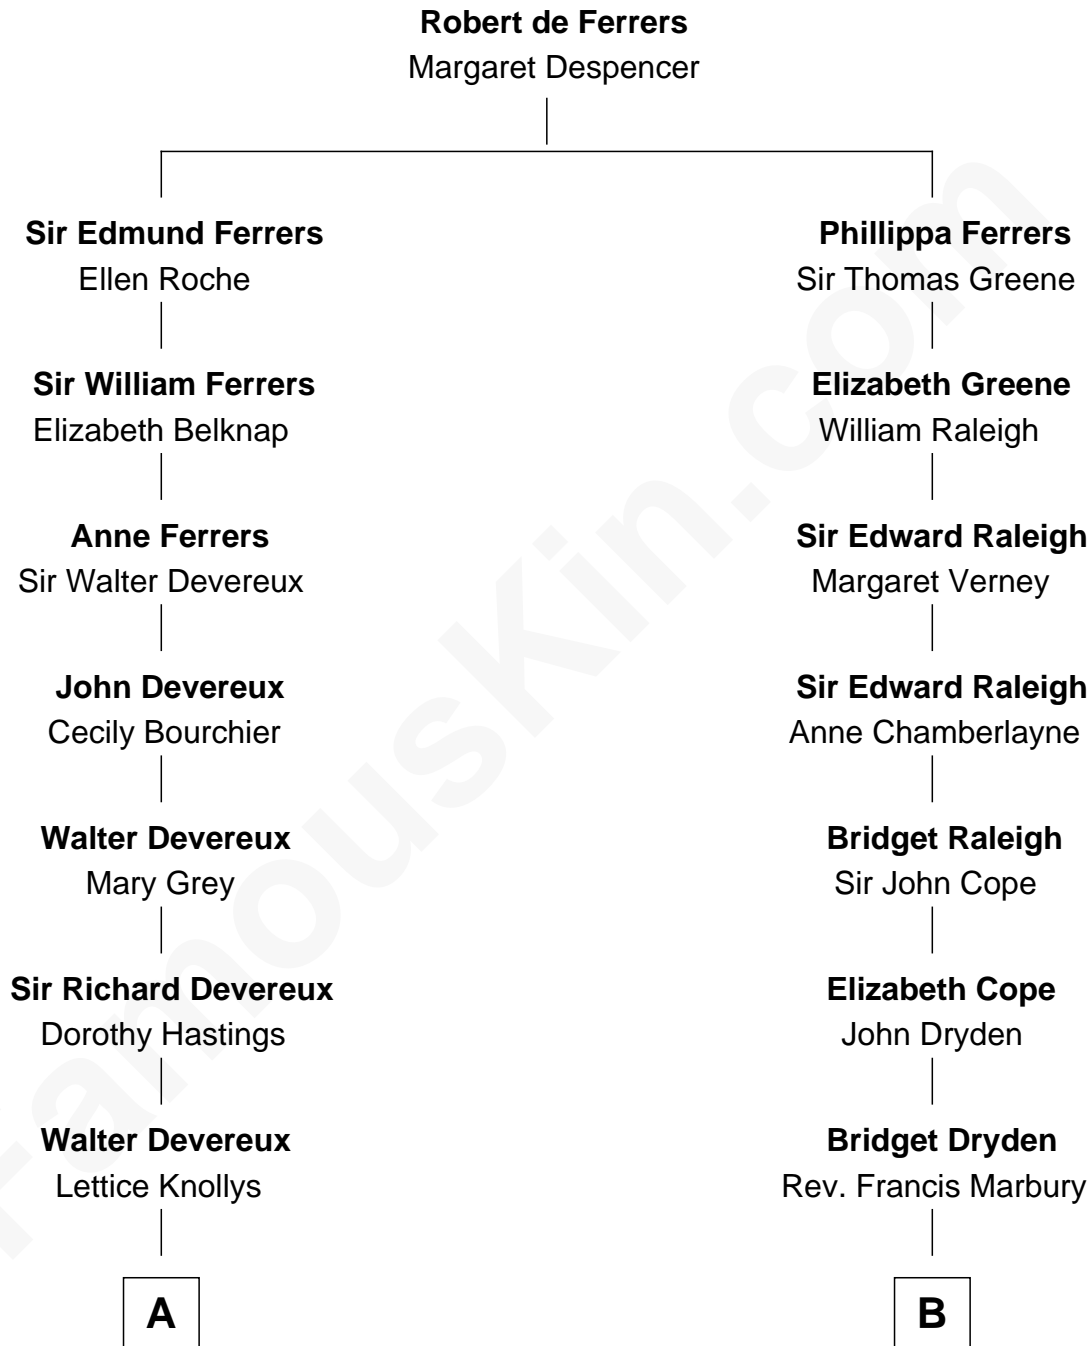 Robert de Ferrers
Margaret Despencer
Sir Edmund Ferrers
Ellen Roche
Sir William Ferrers
Elizabeth Belknap
Anne Ferrers
Sir Walter Devereux
John Devereux
Cecily Bourchier
Walter Devereux
Mary Grey
Sir Richard Devereux
Dorothy Hastings
Walter Devereux
Lettice Knollys
A
Phillippa Ferrers
Sir Thomas Greene
Elizabeth Greene
William Raleigh
Sir Edward Raleigh
Margaret Verney
Sir Edward Raleigh
Anne Chamberlayne
Bridget Raleigh
Sir John Cope
Elizabeth Cope
John Dryden
Bridget Dryden
Rev. Francis Marbury
B
FamousKin.com